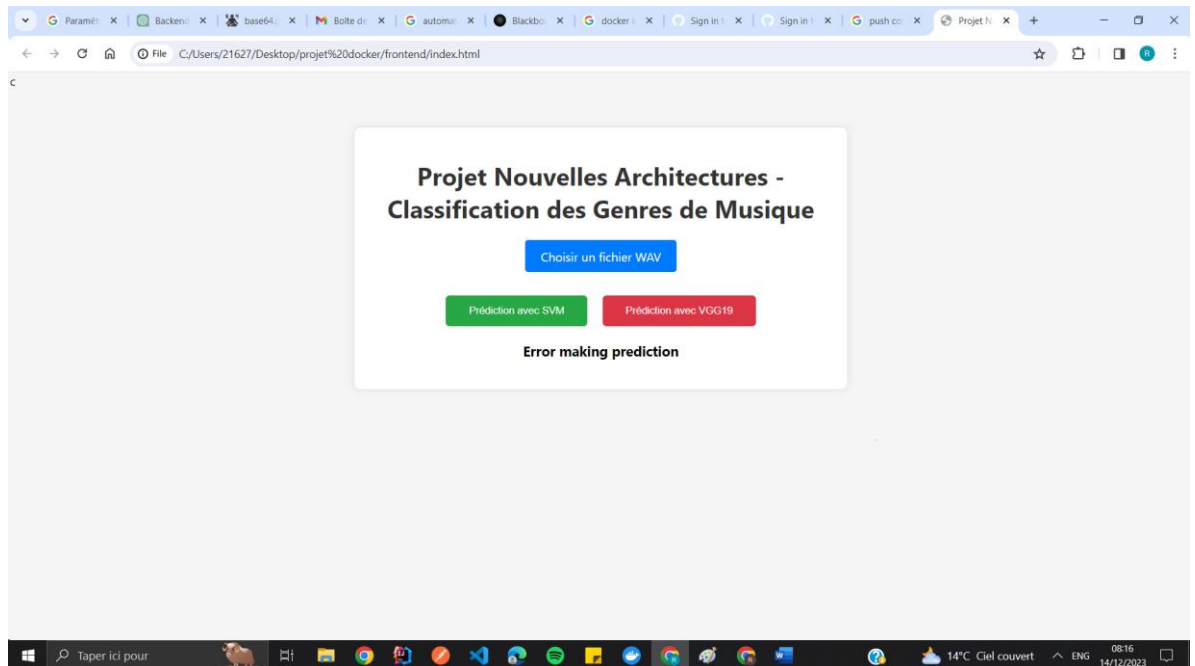 Paramèt
Backend
base64.
Boîte de
automat
Blackbo
docker i
Sign in t
Sign in t
push co
Projet N
File C:/Users/21627/Desktop/projet%20docker/frontend/index.html
R
c
Projet Nouvelles Architectures -
Classification des Genres de Musique
Choisir un fichier WAV
Prédiction avec SVM
Prédiction avec VGG19
Error making prediction
Taper ici pour
14°C Ciel couvert
ENG
08:16
14/12/2023